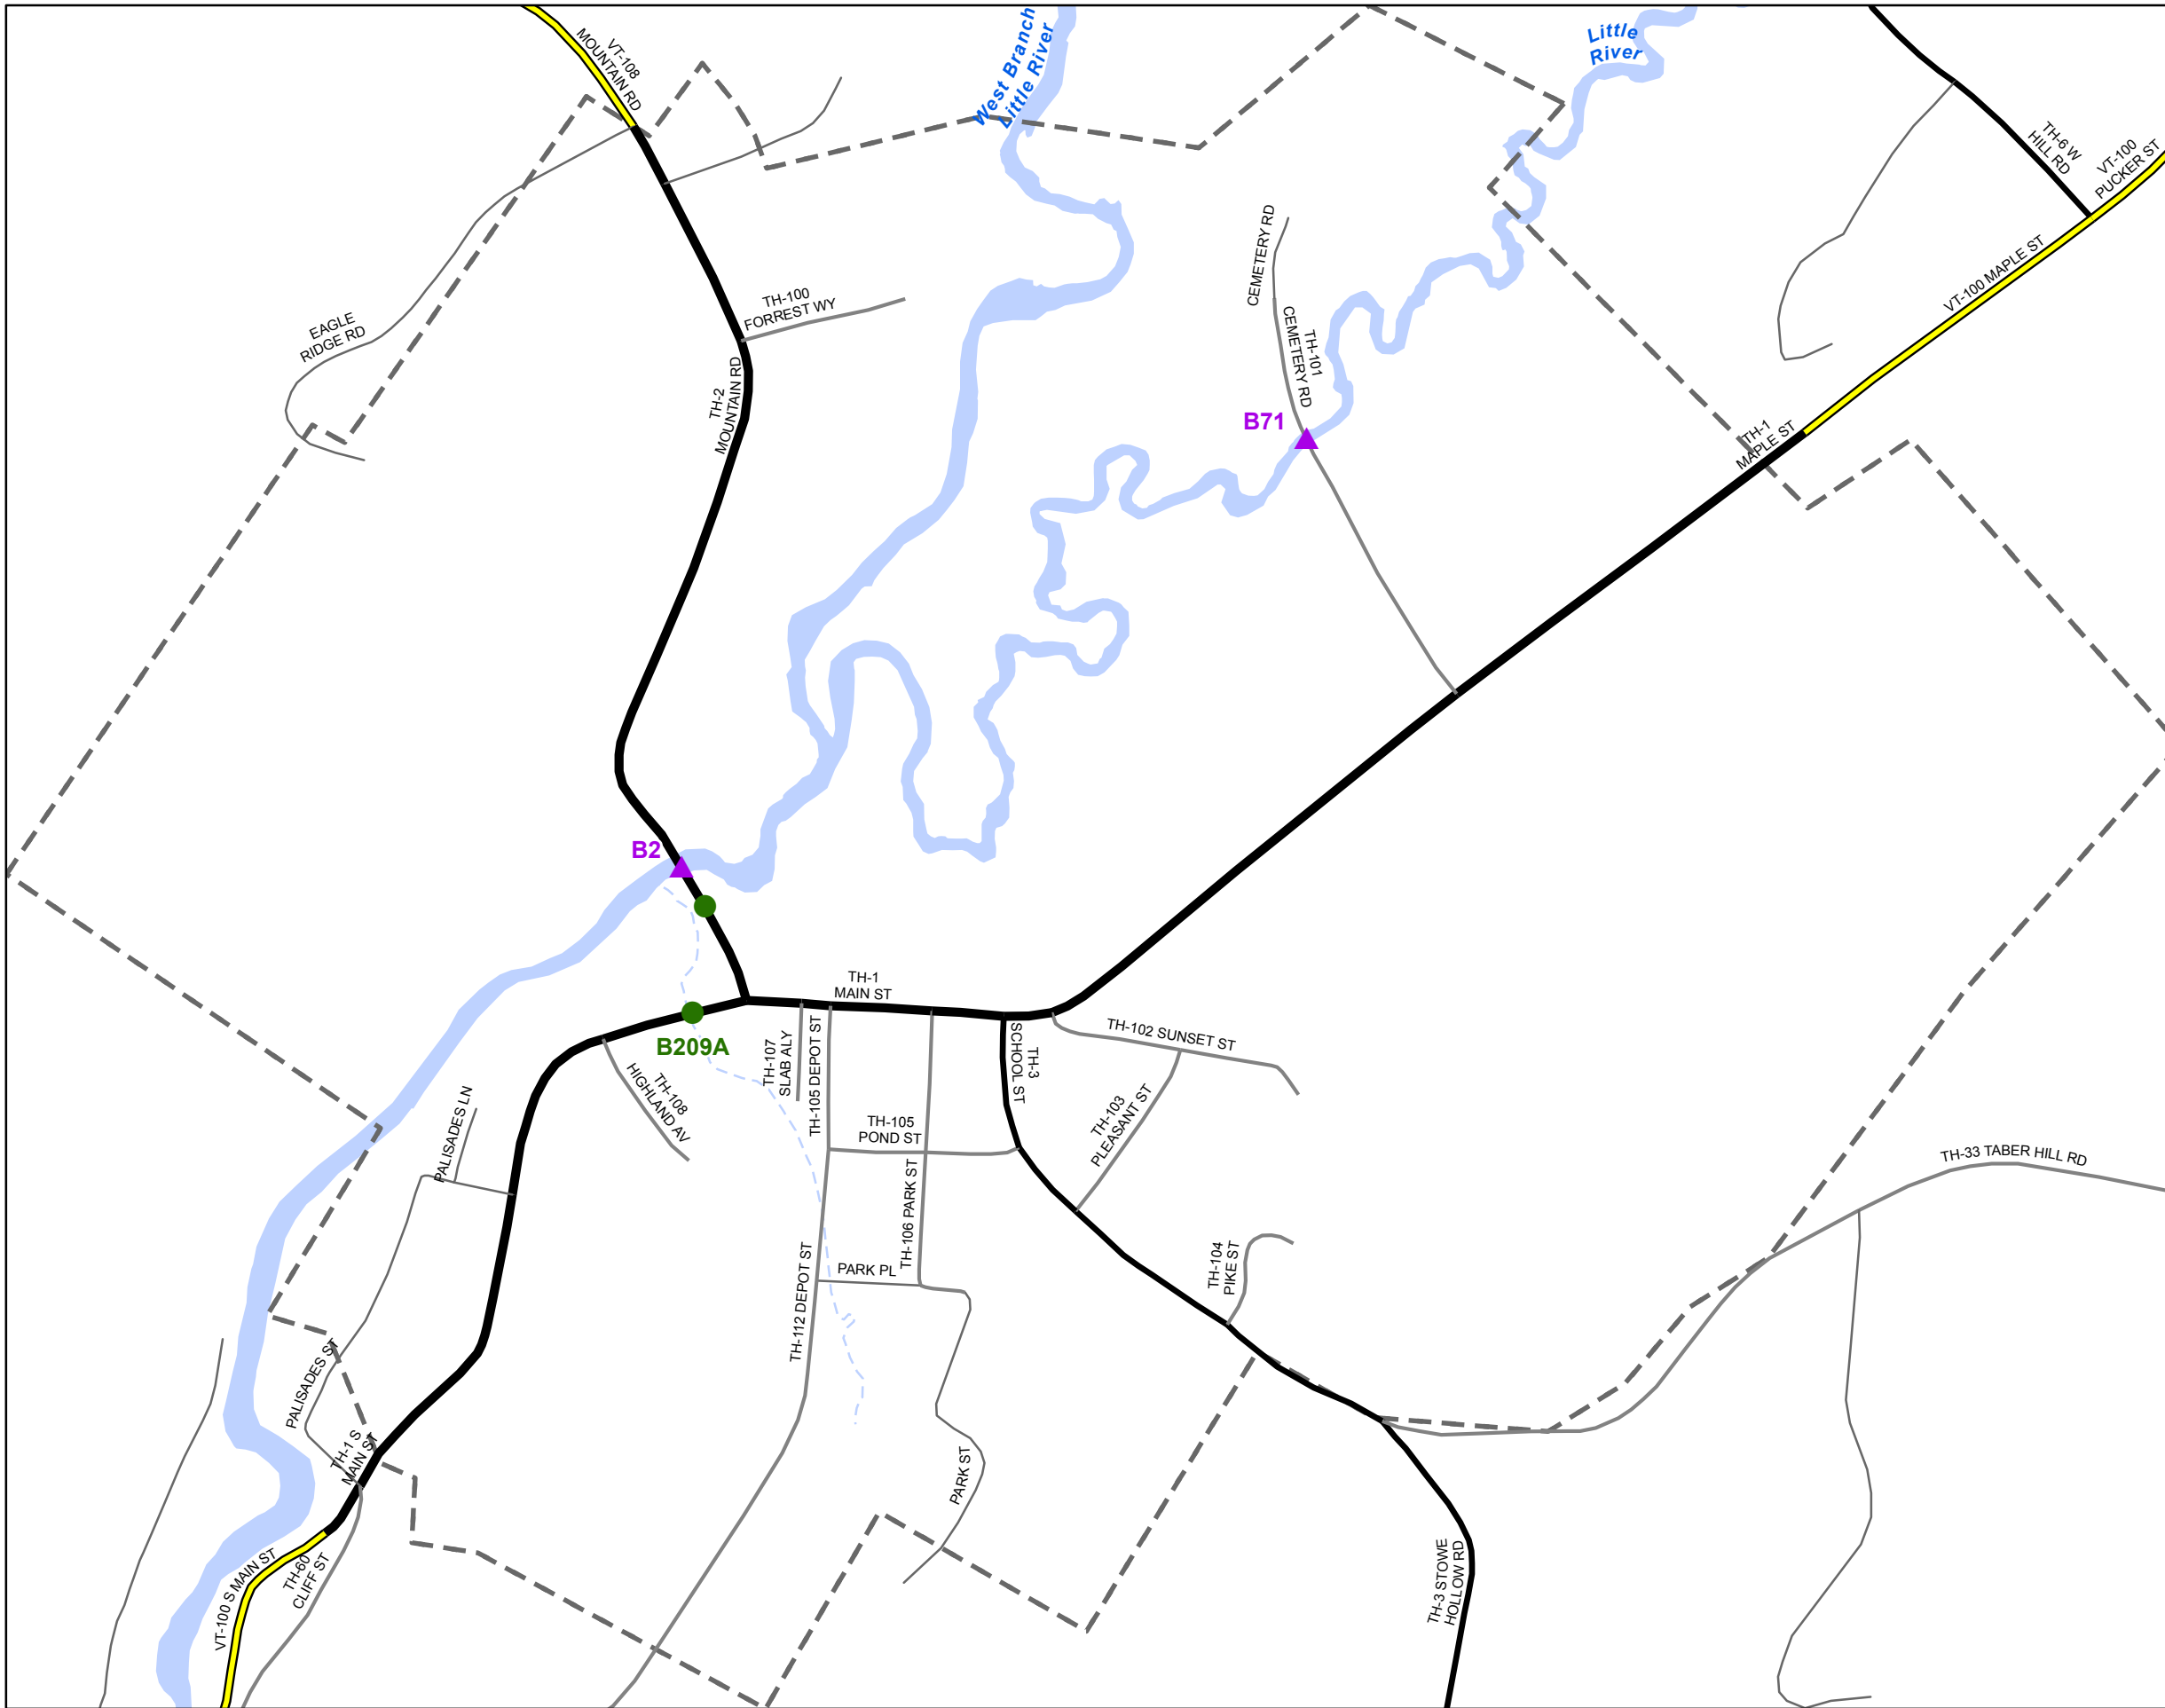 VT-108
MOUNTAIN RD
West Branch
Little River
Little
River
TH-6 W
HILL RD
VT-100
PUCKER ST
VT-100 MAPLE ST
CEMETERY RD
TH-100
FORREST WY
EAGLE
RIDGE RD
TH-101
CEMETERY RD
TH-2
MOUNTAIN RD
B71
TH-1
MAPLE ST
B2
TH-1
MAIN ST
B209A
TH-107
SLAB ALY
TH-105 DEPOT ST
TH-3
SCHOOL ST
TH-102 SUNSET ST
TH-108
HIGHLAND AV
PALISADES LN
TH-105
POND ST
TH-103
PLEASANT ST
TH-33 TABER HILL RD
TH-106 PARK ST
TH-112 DEPOT ST
PARK PL
TH-104
PIKE ST
PALISADES ST
TH-1 S
MAIN ST
PARK ST
VT-100 S MAIN ST
TH-60
CLIFF ST
TH-3 STOWE
HOLLOW RD